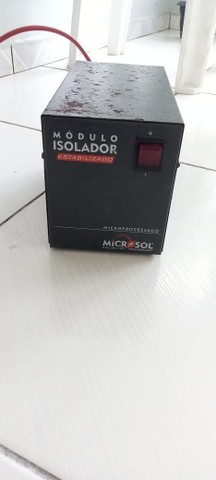 MÓDULO
ISOLADOR
ESTABILIZADO
O
I
MICROPROCESSADO
MICROSOL